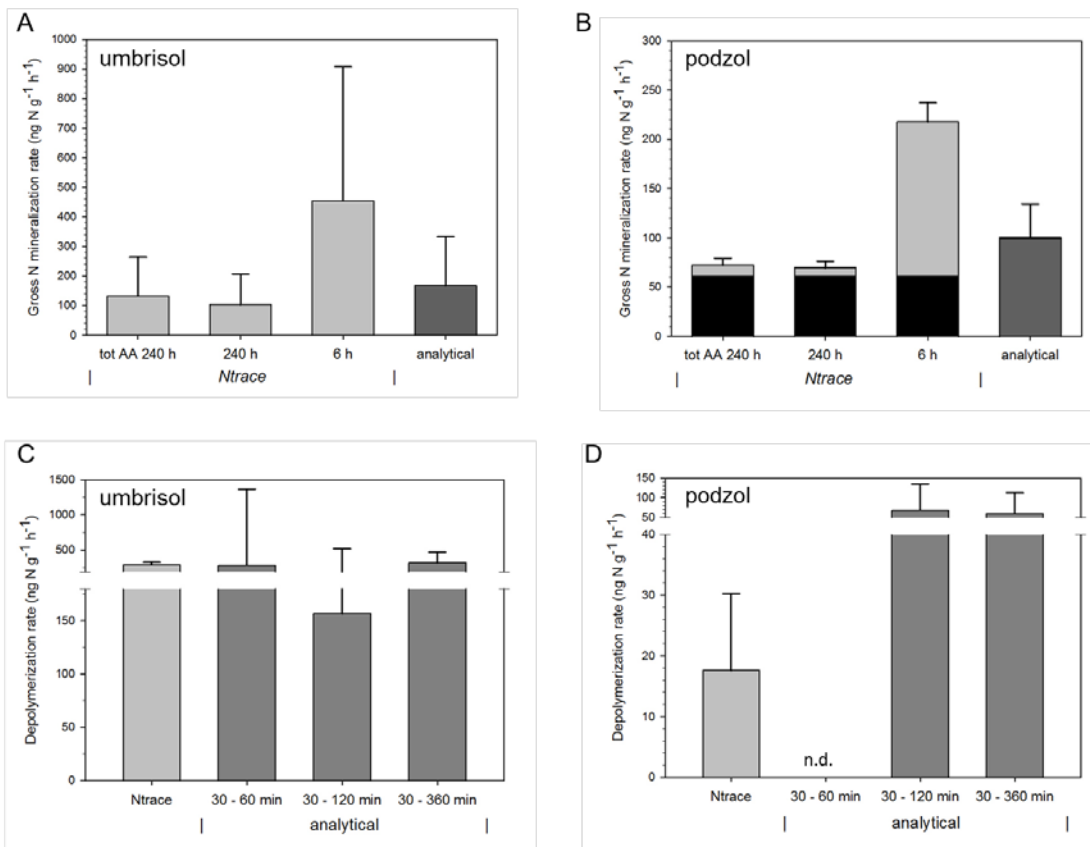 A
umbrisol
Gross N mineralization rate (ng N g⁻¹ h⁻¹)
1000
900
800
700
600
500
400
300
200
100
0
tot AA 240 h 240 h 6 h analytical
| Ntrace |
B
podzol
Gross N mineralization rate (ng N g⁻¹ h⁻¹)
300
250
200
150
100
50
0
tot AA 240 h 240 h 6 h analytical
| Ntrace |
C
umbrisol
Depolymerization rate (ng N g⁻¹ h⁻¹)
1500
1000
500
150
100
50
0
Ntrace 30 - 60 min 30 - 120 min 30 - 360 min
| analytical |
D
podzol
Depolymerization rate (ng N g⁻¹ h⁻¹)
150
100
50
40
30
20
10
0
n.d.
Ntrace 30 - 60 min 30 - 120 min 30 - 360 min
| analytical |